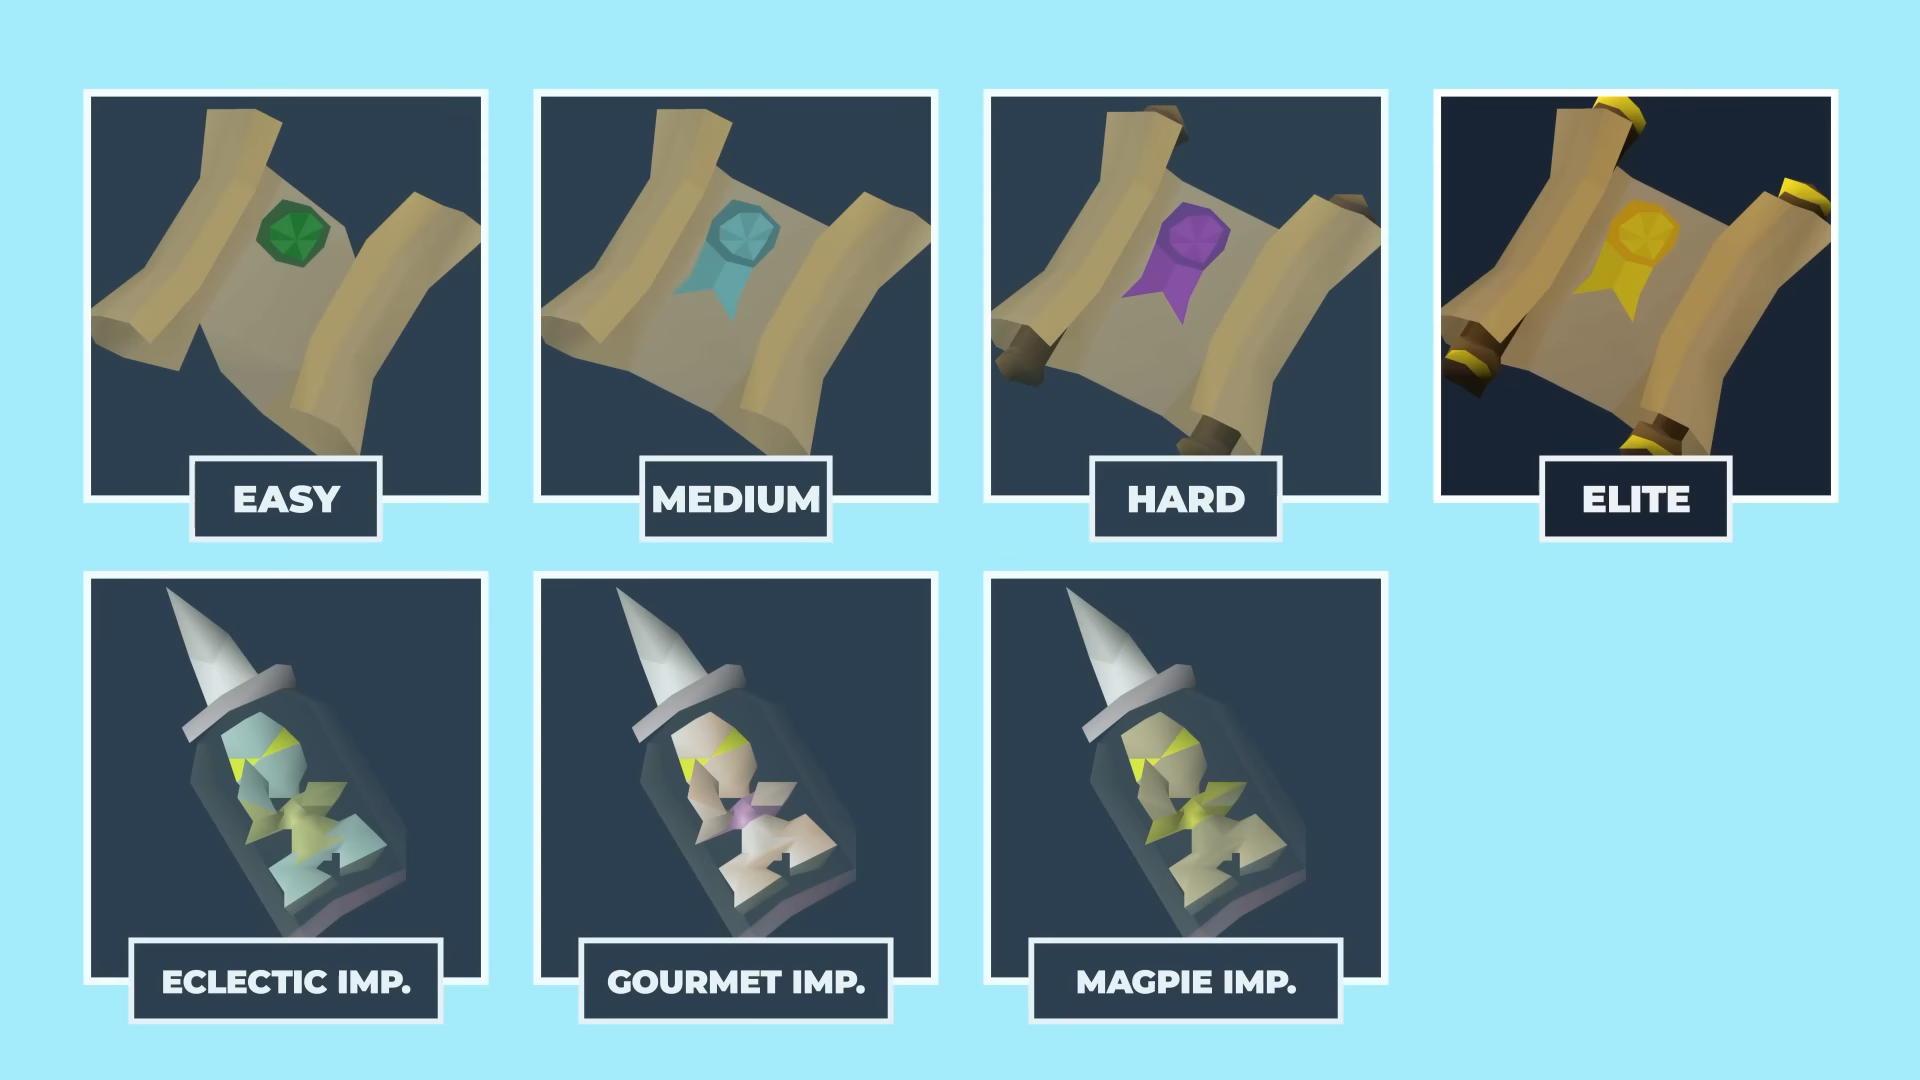 EASY
MEDIUM
HARD
ELITE
ECLECTIC IMP.
GOURMET IMP.
MAGPIE IMP.